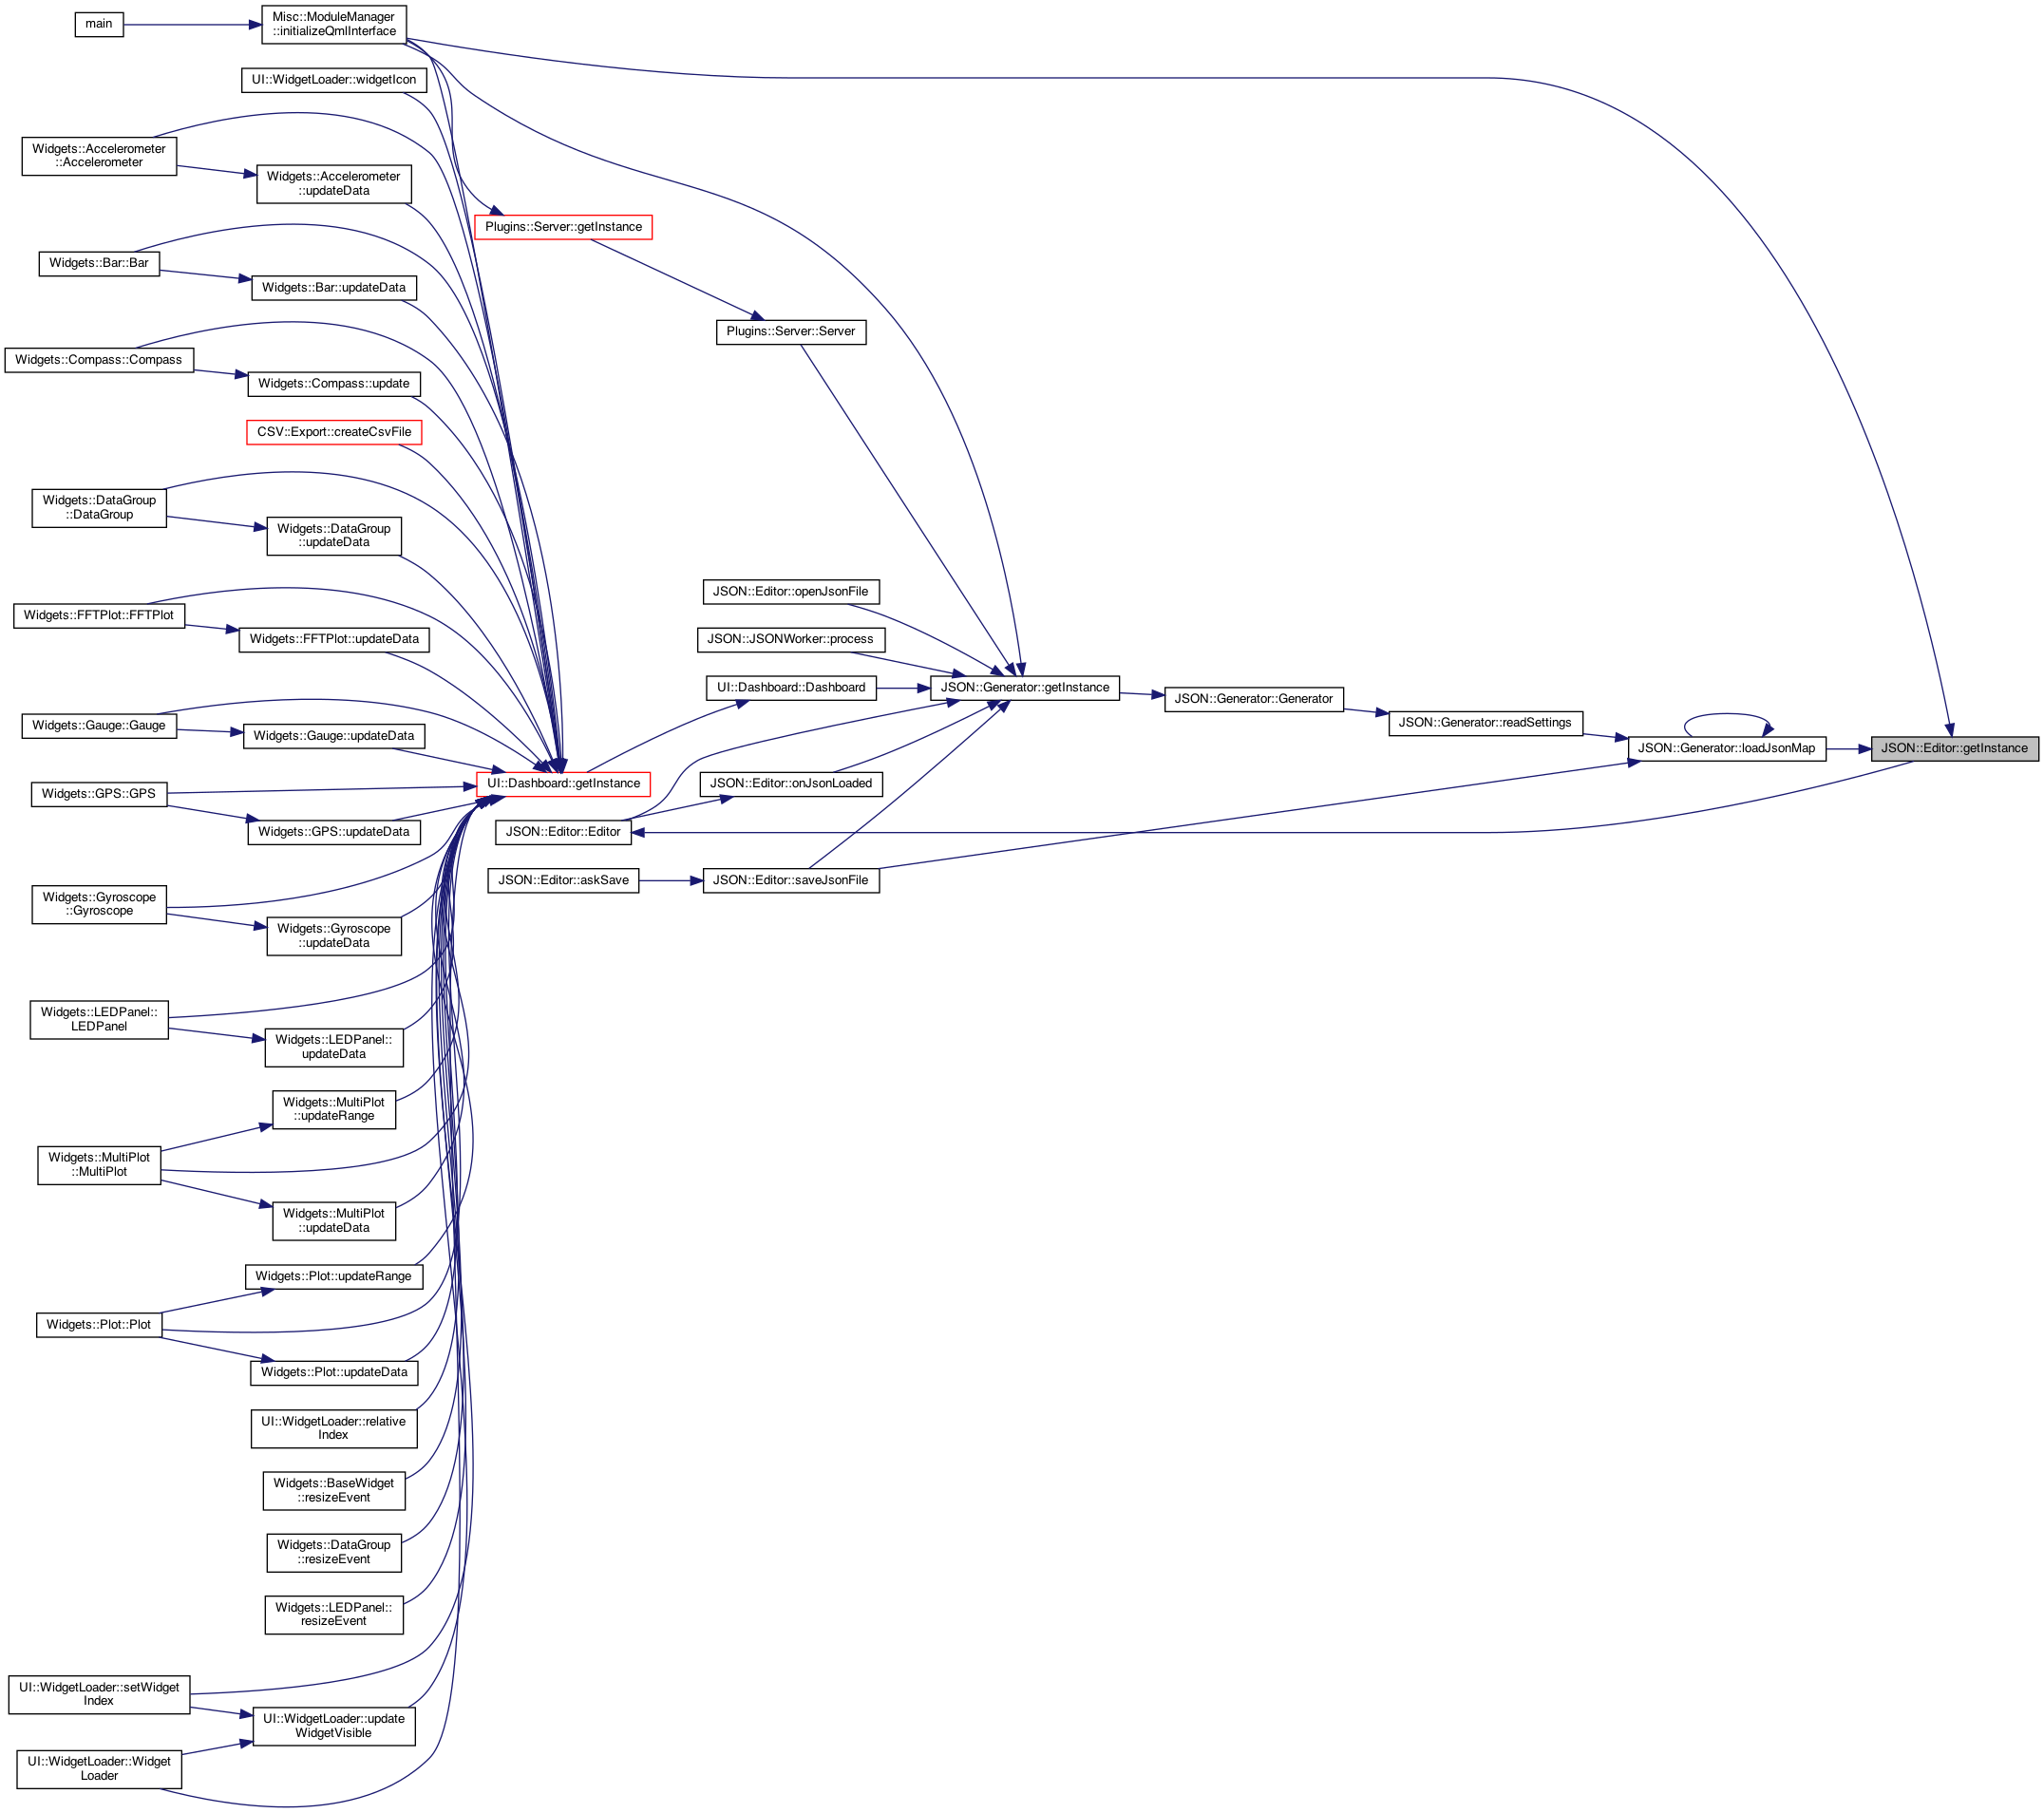 main
Misc::ModuleManager
::initializeQmlInterface
UI::WidgetLoader::widgetIcon
Widgets::Accelerometer
::Accelerometer
Widgets::Accelerometer
::updateData
Plugins::Server::getInstance
Widgets::Bar::Bar
Widgets::Bar::updateData
Plugins::Server::Server
Widgets::Compass::Compass
Widgets::Compass::update
CSV::Export::createCsvFile
Widgets::DataGroup
::DataGroup
Widgets::DataGroup
::updateData
JSON::Editor::openJsonFile
Widgets::FFTPlot::FFTPlot
Widgets::FFTPlot::updateData
JSON::JSONWorker::process
UI::Dashboard::Dashboard
JSON::Generator::getInstance
JSON::Generator::Generator
JSON::Generator::readSettings
JSON::Generator::loadJsonMap
JSON::Editor::getInstance
Widgets::Gauge::Gauge
Widgets::Gauge::updateData
UI::Dashboard::getInstance
JSON::Editor::onJsonLoaded
Widgets::GPS::GPS
Widgets::GPS::updateData
JSON::Editor::Editor
JSON::Editor::askSave
JSON::Editor::saveJsonFile
Widgets::Gyroscope
::Gyroscope
Widgets::Gyroscope
::updateData
Widgets::LEDPanel::
LEDPanel
Widgets::LEDPanel::
updateData
Widgets::MultiPlot
::updateRange
Widgets::MultiPlot
::MultiPlot
Widgets::MultiPlot
::updateData
Widgets::Plot::updateRange
Widgets::Plot::Plot
Widgets::Plot::updateData
UI::WidgetLoader::relative
Index
Widgets::BaseWidget
::resizeEvent
Widgets::DataGroup
::resizeEvent
Widgets::LEDPanel::
resizeEvent
UI::WidgetLoader::setWidget
Index
UI::WidgetLoader::update
WidgetVisible
UI::WidgetLoader::Widget
Loader